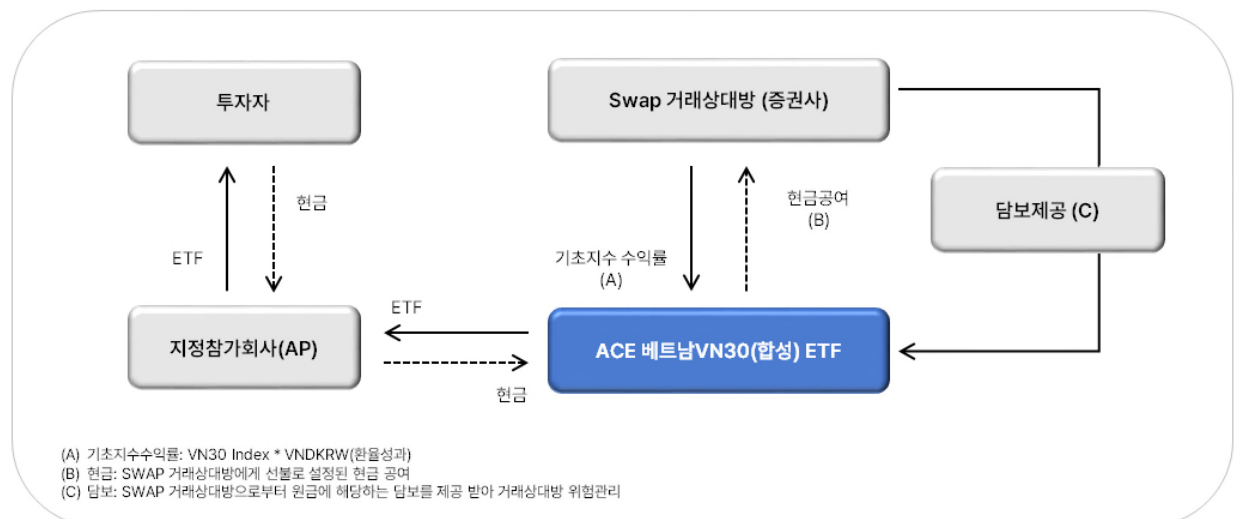 투자자
Swap 거래상대방 (증권사)
현금
ETF
현금공여
(B)
담보제공 (C)
기초지수 수익률
(A)
ETF
지정참가회사(AP)
ACE 베트남VN30(합성) ETF
현금
(A) 기초지수수익률: VN30 Index * VNDKRW(환율성과)
(B) 현금: SWAP 거래상대방에게 선불로 설정된 현금 공여
(C) 담보: SWAP 거래상대방으로부터 원금에 해당하는 담보를 제공 받아 거래상대방 위험관리